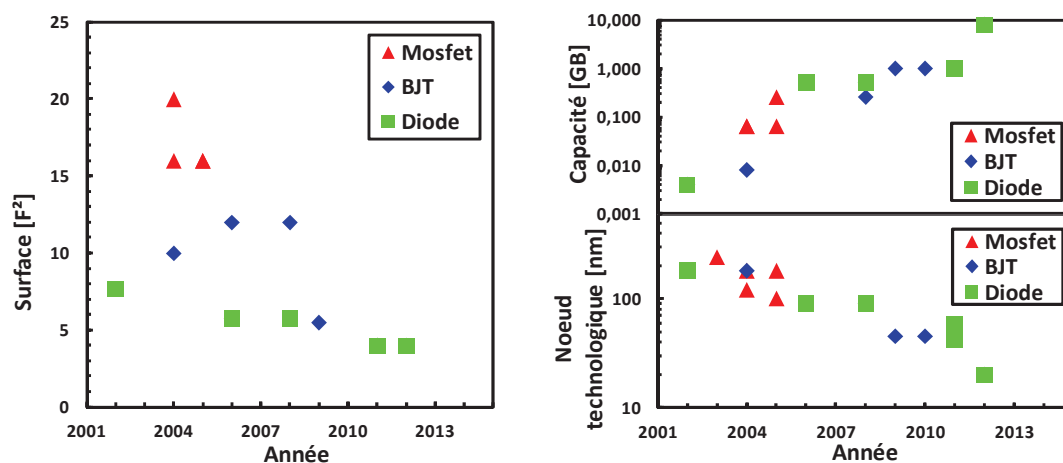 25
20
15
10
5
0
Surface [F²]
Mosfet
BJT
Diode
2001 2004 2007 2010 2013
Année
10,000
1,000
0,100
0,010
0,001
Capacité [GB]
Mosfet
BJT
Diode
100
10
Noeud
technologique [nm]
Mosfet
BJT
Diode
2001 2004 2007 2010 2013
Année